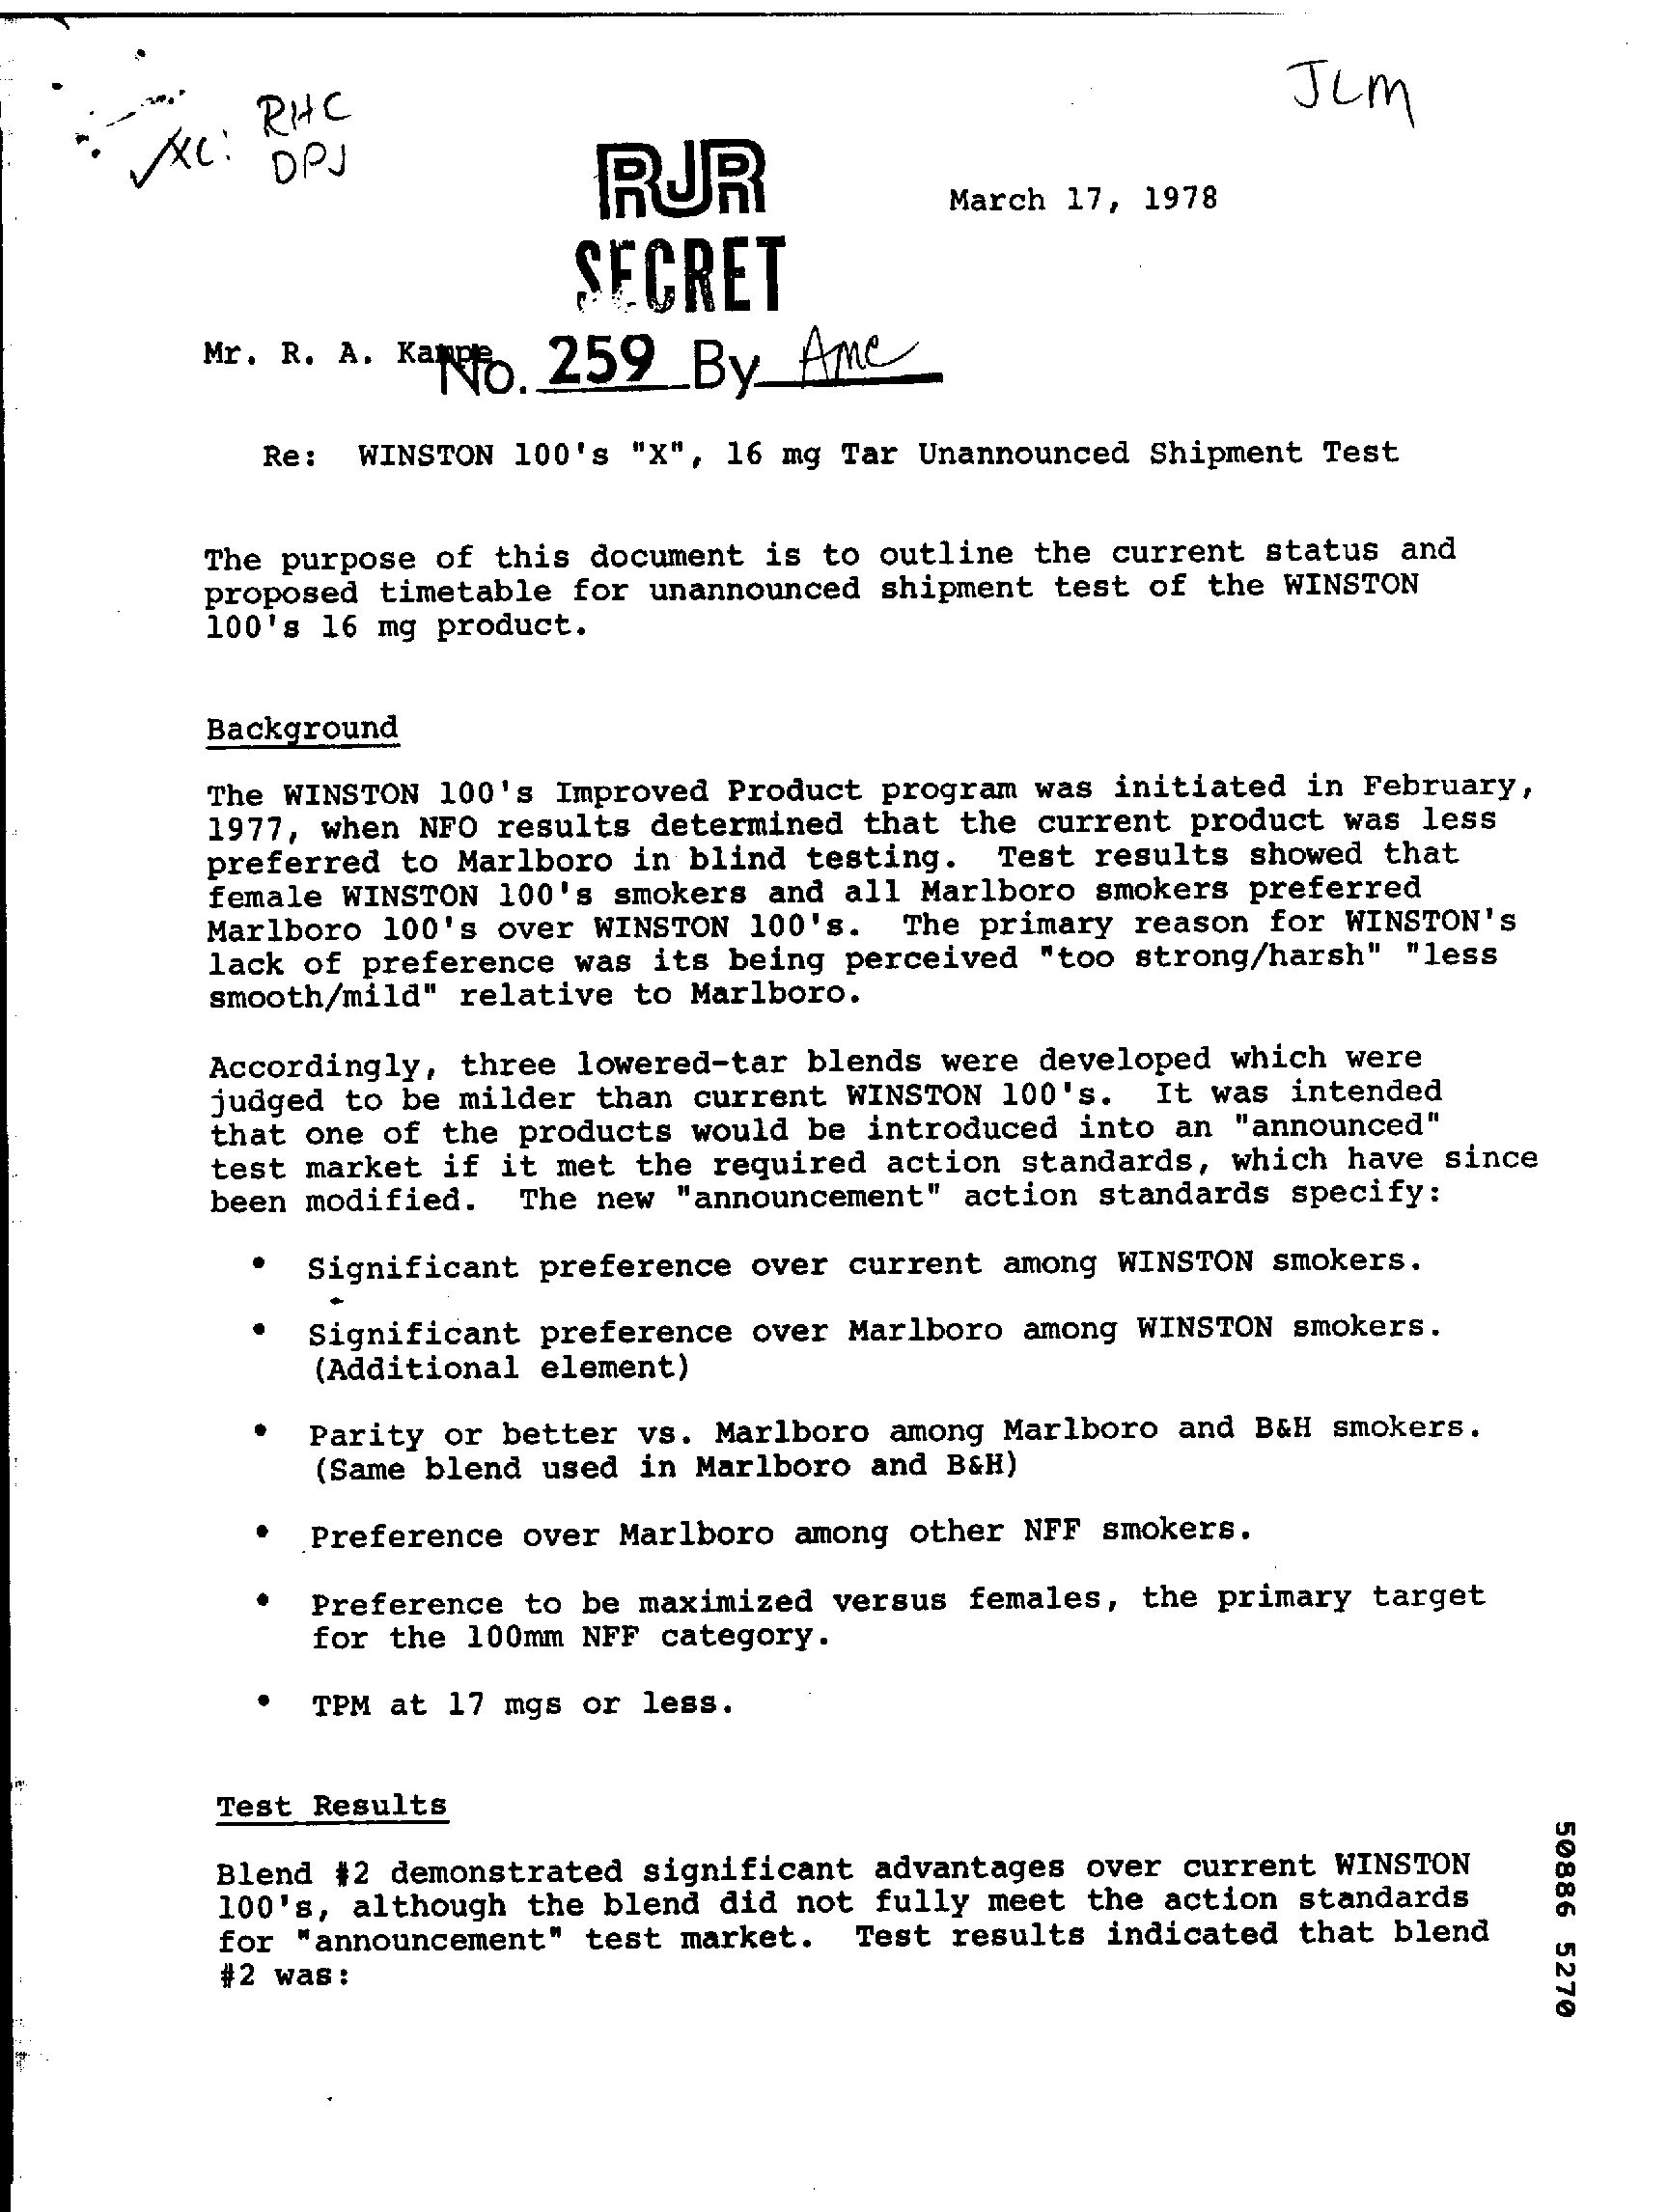 JLM
XC: RHC
DPJ
RJR
SECRET
March 17, 1978
Mr. R. A. Kampe
No. 259 By AMC
Re: WINSTON 100's "X", 16 mg Tar Unannounced Shipment Test
The purpose of this document is to outline the current status and
proposed timetable for unannounced shipment test of the WINSTON
100's 16 mg product.
Background
The WINSTON 100's Improved Product program was initiated in February,
1977, when NFO results determined that the current product was less
preferred to Marlboro in blind testing. Test results showed that
female WINSTON 100's smokers and all Marlboro smokers preferred
Marlboro 100's over WINSTON 100's. The primary reason for WINSTON's
lack of preference was its being perceived "too strong/harsh" "less
smooth/mild" relative to Marlboro.
Accordingly, three lowered-tar blends were developed which were
judged to be milder than current WINSTON 100's. It was intended
that one of the products would be introduced into an "announced"
test market if it met the required action standards, which have since
been modified. The new "announcement" action standards specify:
• Significant preference over current among WINSTON smokers.
• Significant preference over Marlboro among WINSTON smokers.
(Additional element)
• Parity or better vs. Marlboro among Marlboro and B&H smokers.
(Same blend used in Marlboro and B&H)
• Preference over Marlboro among other NFF smokers.
• Preference to be maximized versus females, the primary target
for the 100mm NFF category.
• TPM at 17 mgs or less.
Test Results
Blend #2 demonstrated significant advantages over current WINSTON
100's, although the blend did not fully meet the action standards
for "announcement" test market. Test results indicated that blend
#2 was:
50886 5270